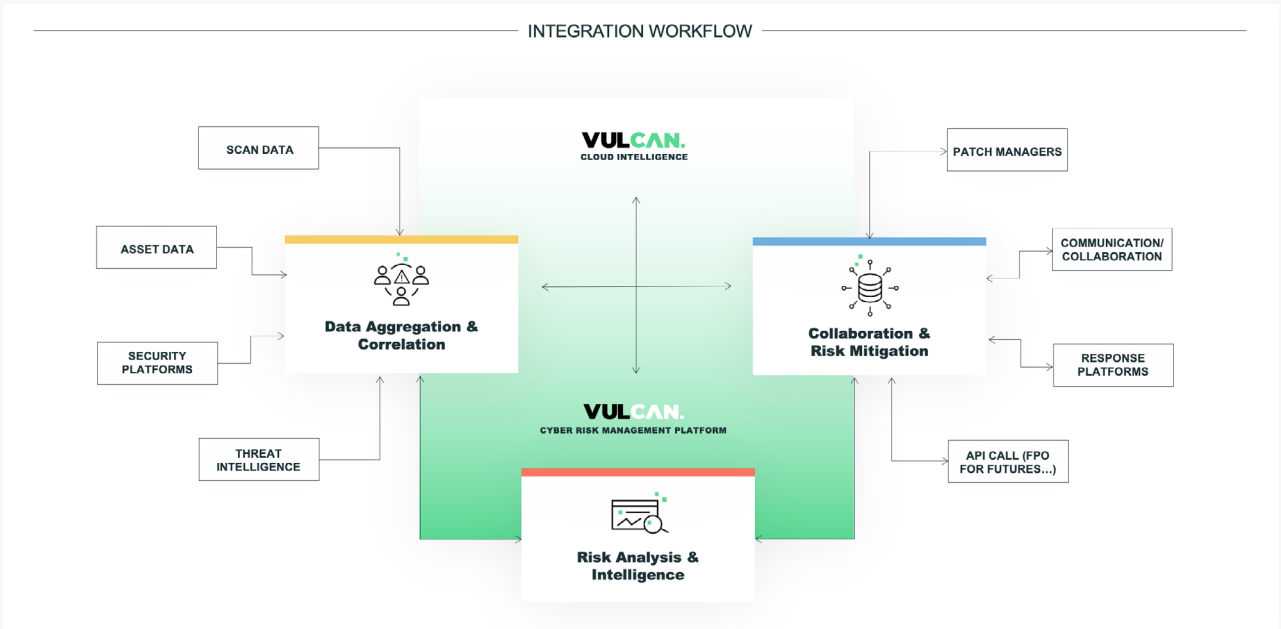 INTEGRATION WORKFLOW
VULCAN.
CLOUD INTELLIGENCE
SCAN DATA
ASSET DATA
SECURITY
PLATFORMS
THREAT
INTELLIGENCE
Data Aggregation &
Correlation
Collaboration &
Risk Mitigation
PATCH MANAGERS
COMMUNICATION/
COLLABORATION
RESPONSE
PLATFORMS
API CALL (FPO
FOR FUTURES...)
VULCAN.
CYBER RISK MANAGEMENT PLATFORM
Risk Analysis &
Intelligence